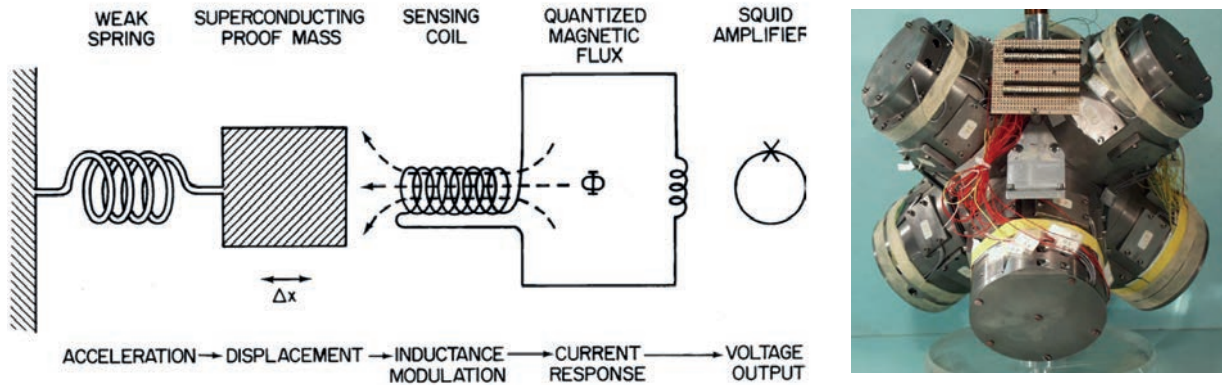 WEAK
SPRING
SUPERCONDUCTING
PROOF MASS
SENSING
COIL
QUANTIZED
MAGNETIC
FLUX
SQUID
AMPLIFIER
Φ
Δx
ACCELERATION → DISPLACEMENT → INDUCTANCE
MODULATION → CURRENT
RESPONSE → VOLTAGE
OUTPUT